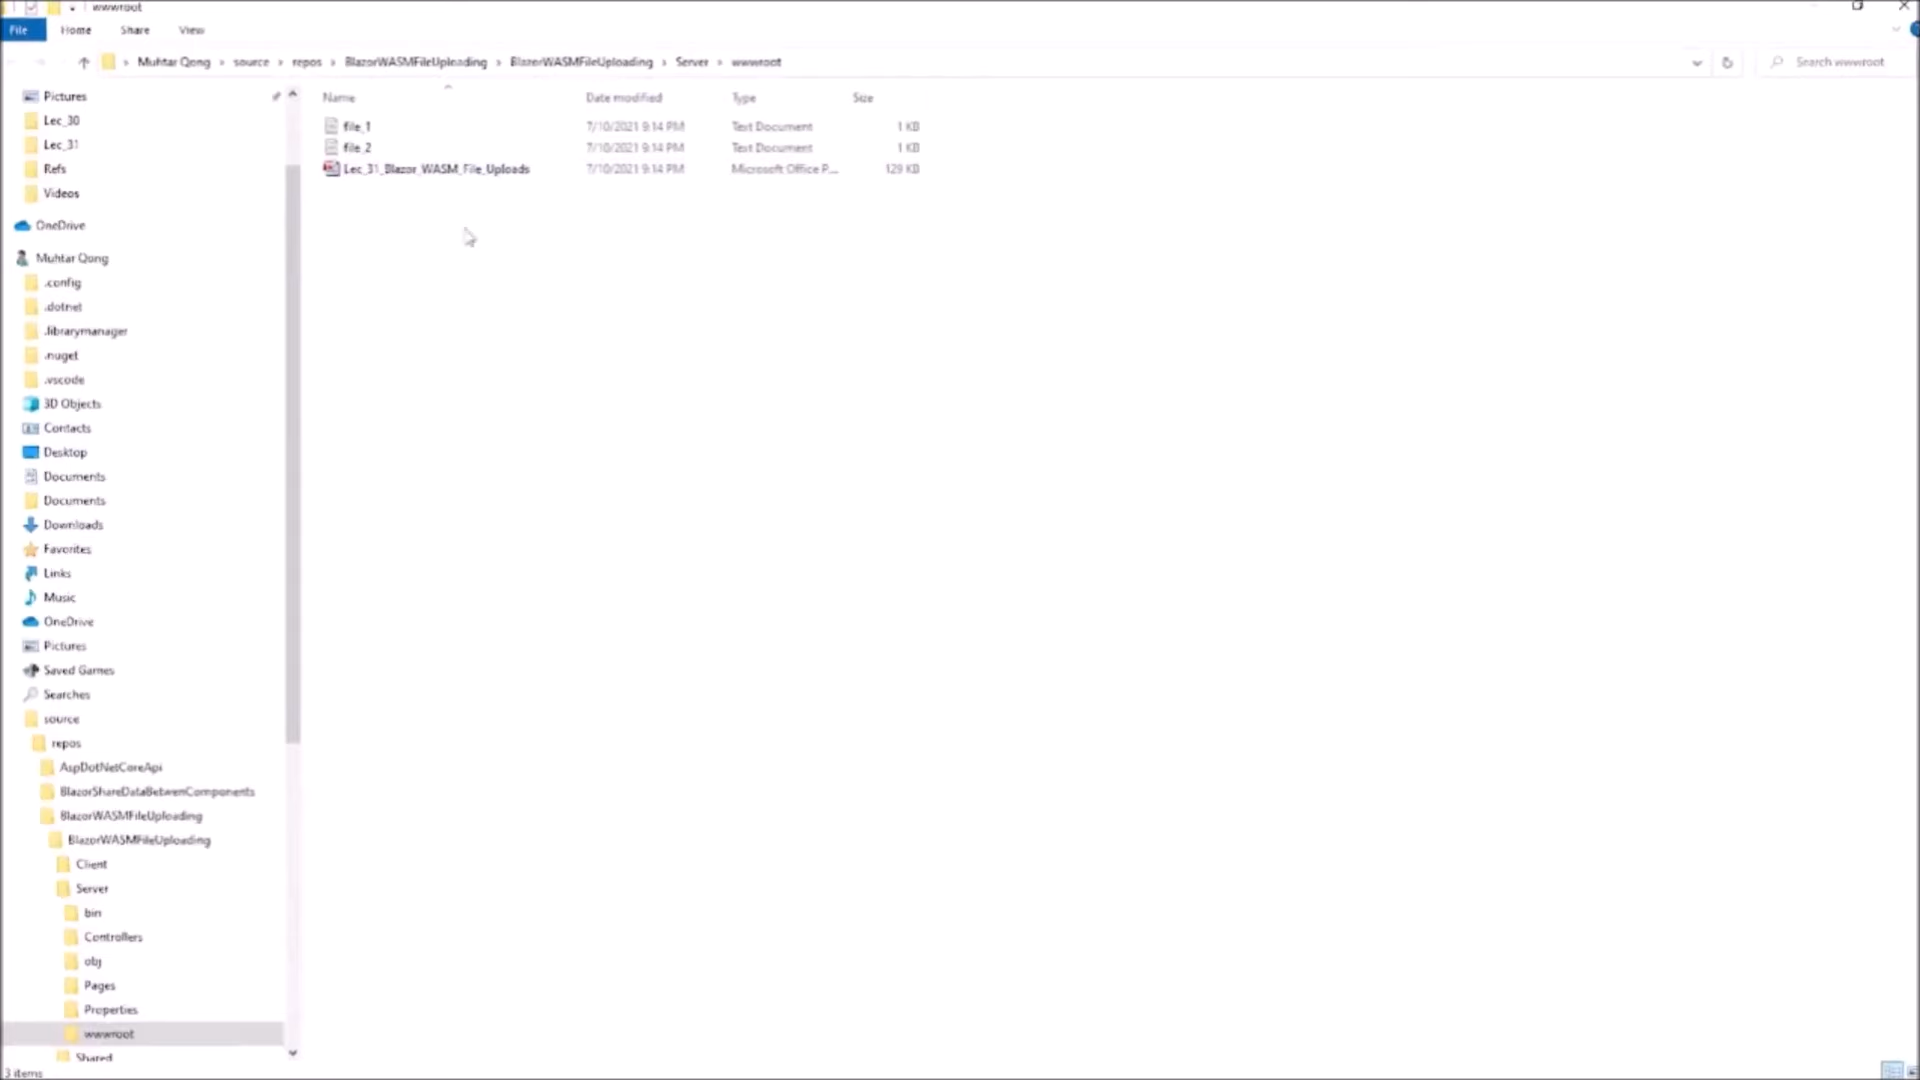 wwwroot
File Home Share View
Muhtar Qong › source › repos › BlazorWASMFileUploading › BlazorWASMFileUploading › Server › wwwroot
Search wwwroot
Name Date modified Type Size
file_1 7/10/2021 9:14 PM Text Document 1 KB
file_2 7/10/2021 9:14 PM Text Document 1 KB
Lec_31_Blazor_WASM_File_Uploads 7/10/2021 9:14 PM Microsoft Office P... 129 KB
Pictures
Lec_30
Lec_31
Refs
Videos
OneDrive
Muhtar Qong
.config
.dotnet
.librarymanager
.nuget
.vscode
3D Objects
Contacts
Desktop
Documents
Documents
Downloads
Favorites
Links
Music
OneDrive
Pictures
Saved Games
Searches
source
repos
AspDotNetCoreApi
BlazorShareDataBetwenComponents
BlazorWASMFileUploading
BlazorWASMFileUploading
Client
Server
bin
Controllers
obj
Pages
Properties
wwwroot
Shared
3 items